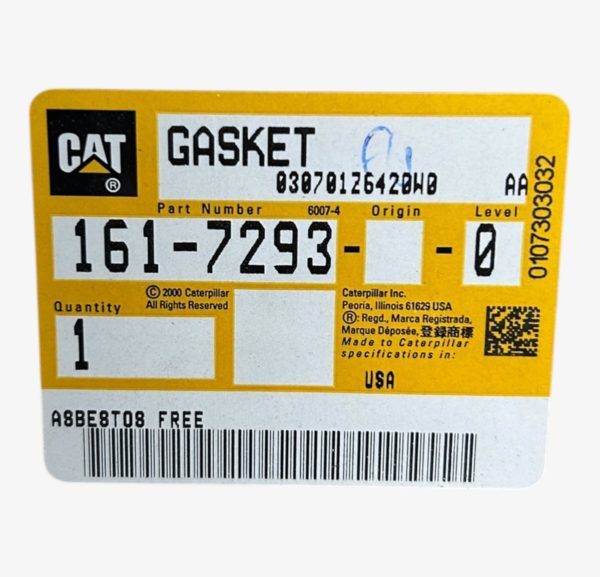 CAT
®
GASKET
03070126420W0 AA
Part Number 6007-4 Origin Level
161-7293- -0
0107303032
© 2000 Caterpillar
All Rights Reserved
Quantity
1
Caterpillar Inc.
Peoria, Illinois 61629 USA
®: Regd., Marca Registrada,
Marque Déposée, 登録商標
Made to Caterpillar
specifications in:
USA
A8BE8T08 FREE